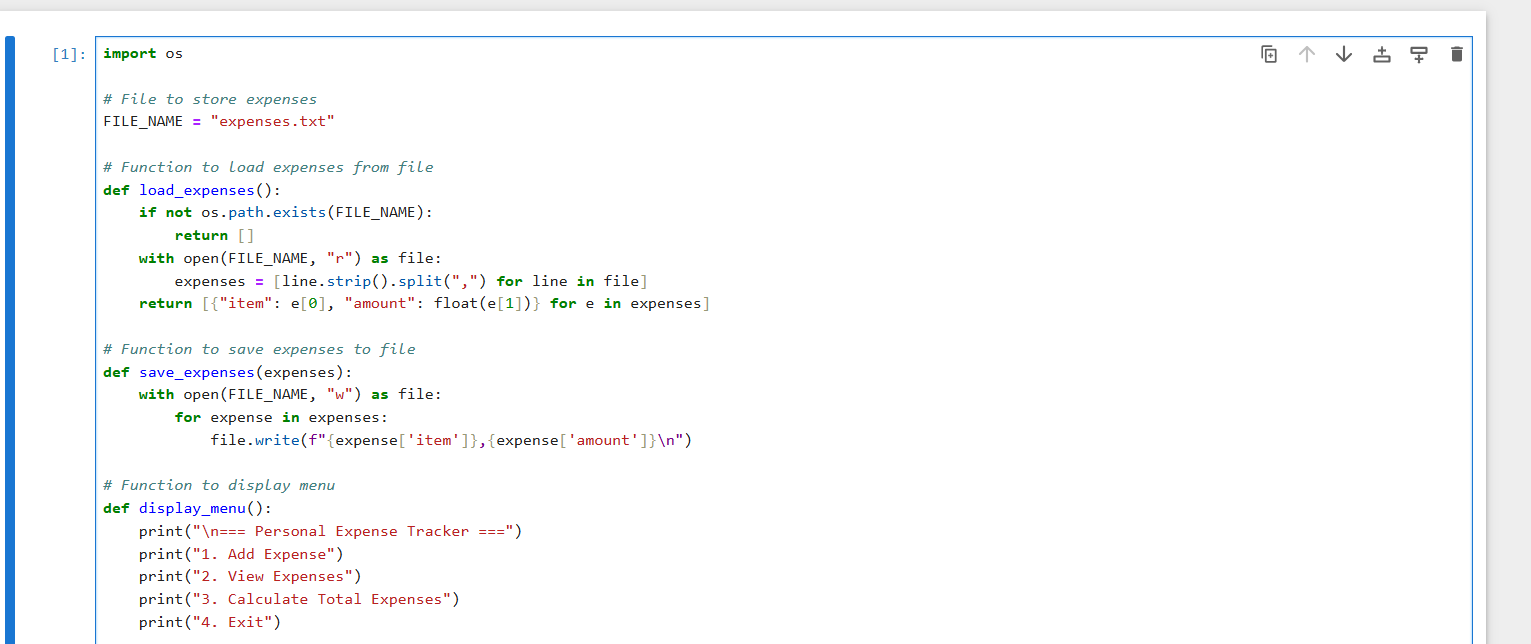 [1]: import os

# File to store expenses
FILE_NAME = "expenses.txt"

# Function to load expenses from file
def load_expenses():
    if not os.path.exists(FILE_NAME):
        return []
    with open(FILE_NAME, "r") as file:
        expenses = [line.strip().split(",") for line in file]
    return [{"item": e[0], "amount": float(e[1])} for e in expenses]

# Function to save expenses to file
def save_expenses(expenses):
    with open(FILE_NAME, "w") as file:
        for expense in expenses:
            file.write(f"{expense['item']},{expense['amount']}\n")

# Function to display menu
def display_menu():
    print("\n=== Personal Expense Tracker ===")
    print("1. Add Expense")
    print("2. View Expenses")
    print("3. Calculate Total Expenses")
    print("4. Exit")